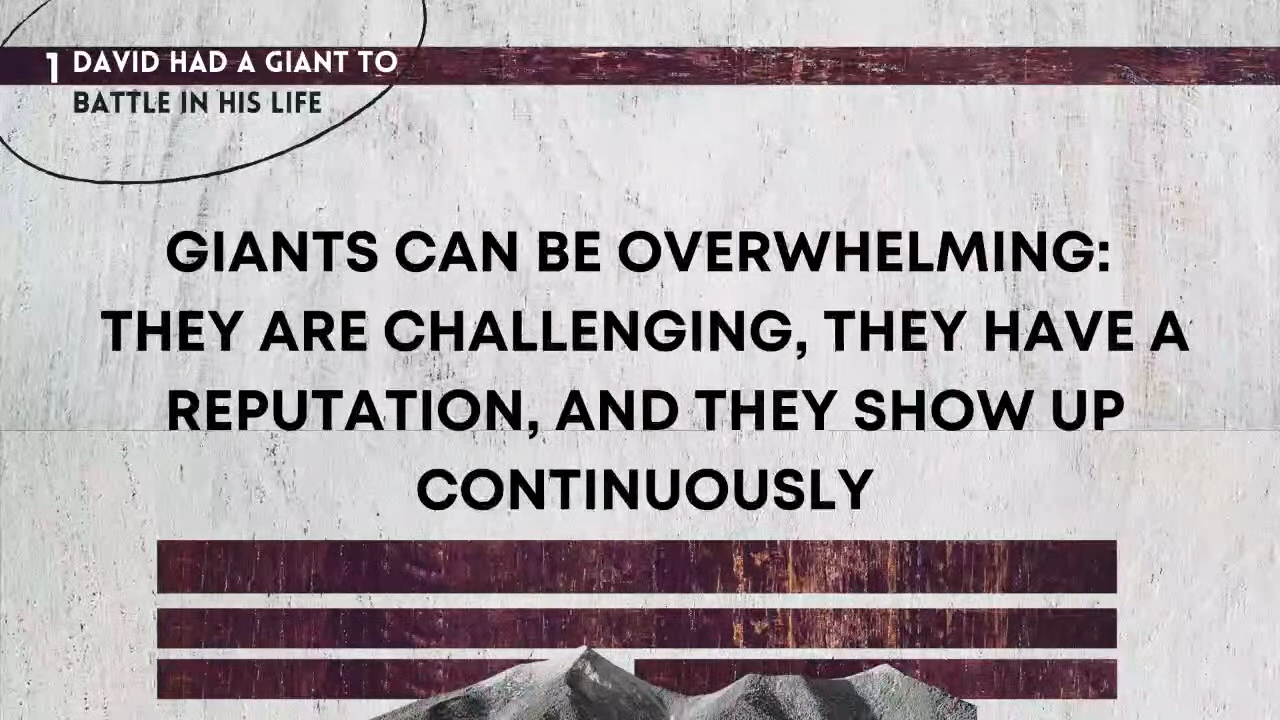 1 DAVID HAD A GIANT TO
BATTLE IN HIS LIFE
GIANTS CAN BE OVERWHELMING:
THEY ARE CHALLENGING, THEY HAVE A
REPUTATION, AND THEY SHOW UP
CONTINUOUSLY